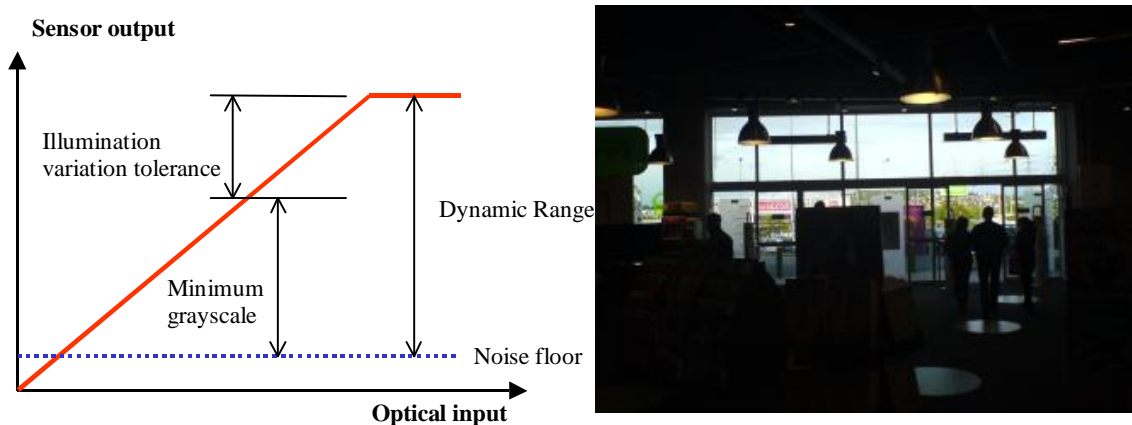 Sensor output
Illumination
variation tolerance
Dynamic Range
Minimum
grayscale
Noise floor
Optical input